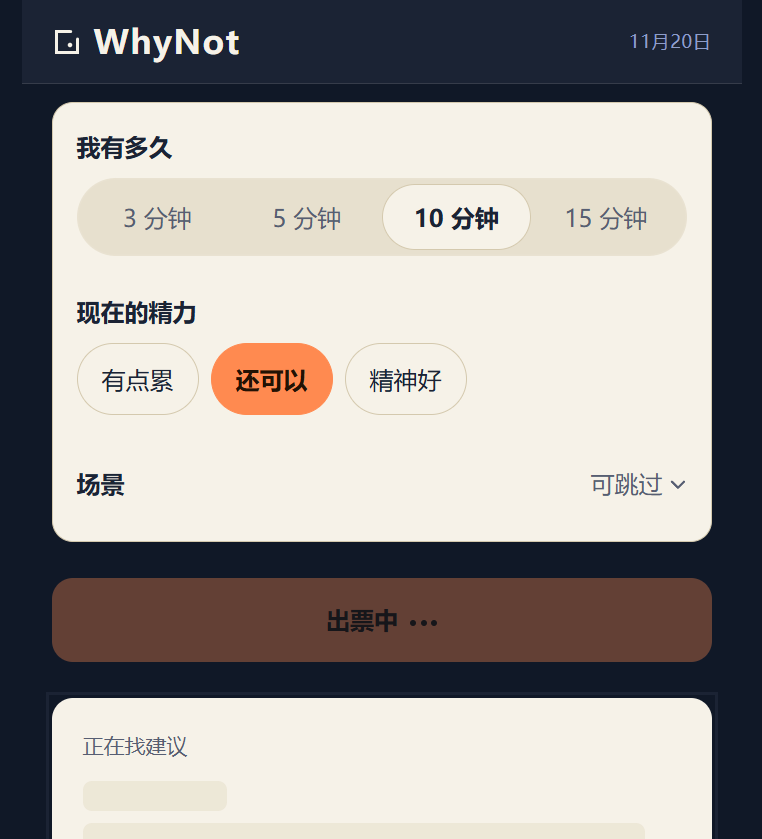 WhyNot
11月20日
我有多久
3 分钟 5 分钟 10 分钟 15 分钟
现在的精力
有点累 还可以 精神好
场景 可跳过
出票中 •••
正在找建议